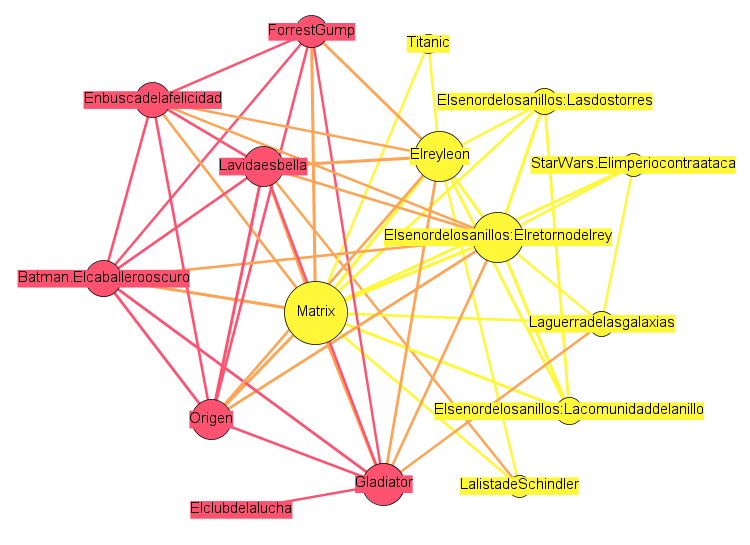 ForrestGump
Titanic
Enbuscadelafelicidad
Elsenordelosanillos:Lasdostorres
Elreyleon
Lavidaesbella
StarWars.Elimperiocontraataca
Elsenordelosanillos:Elretornodelrey
Batman.Elcaballerooscuro
Matrix
Laguerradelasgalaxias
Origen
Elsenordelosanillos:Lacomunidaddelanillo
Gladiator
LalistadeSchindler
Elclubdelalucha